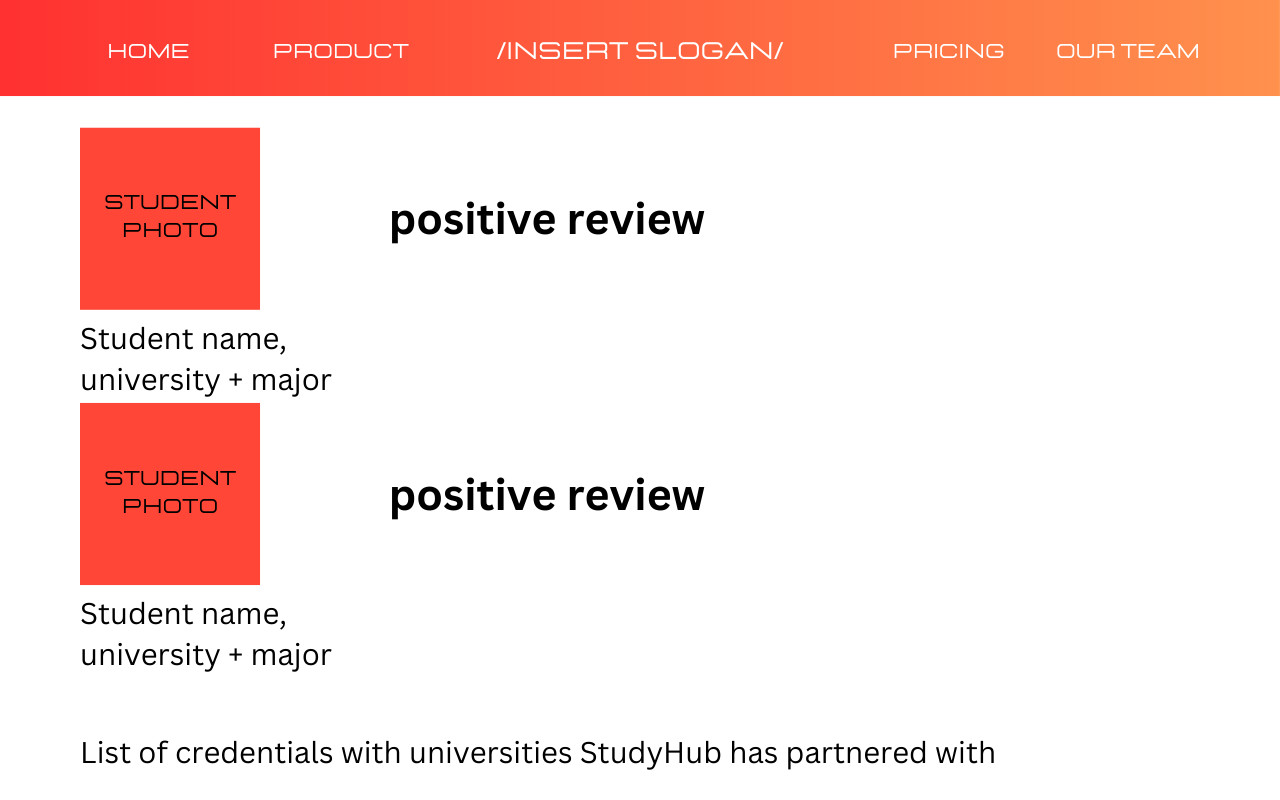 HOME PRODUCT /INSERT SLOGAN/ PRICING OUR TEAM
STUDENT
PHOTO
positive review
Student name,
university + major
STUDENT
PHOTO
positive review
Student name,
university + major
List of credentials with universities StudyHub has partnered with